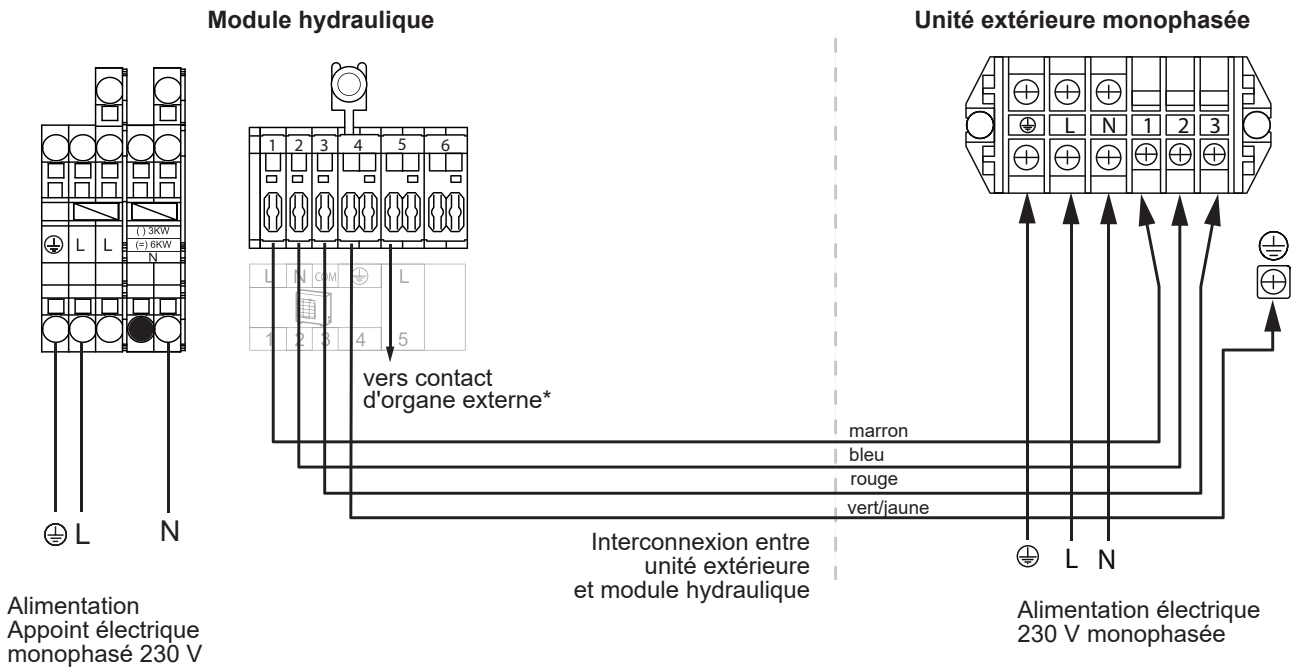 Module hydraulique
Unité extérieure monophasée
1 2 3 4 5 6
L N 1 2 3
L L
( ) 3KW
(=) 6KW
N
L N COM L
1 2 3 4 5
vers contact
d'organe externe*
marron
bleu
rouge
vert/jaune
L N
Interconnexion entre
unité extérieure
et module hydraulique
L N
Alimentation
Appoint électrique
monophasé 230 V
Alimentation électrique
230 V monophasée